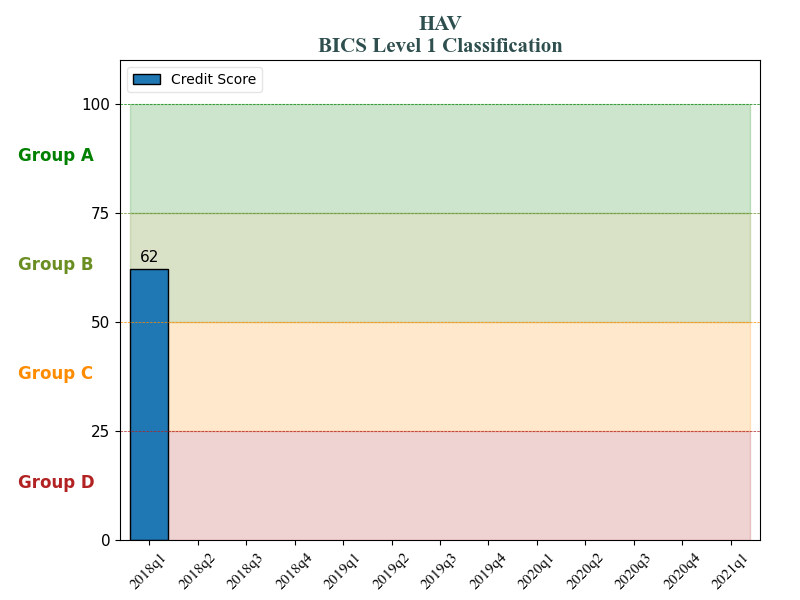 HAV
BICS Level 1 Classification
Credit Score
100
Group A
75
Group B
62
50
Group C
25
Group D
0
2018q1 2018q2 2018q3 2018q4 2019q1 2019q2 2019q3 2019q4 2020q1 2020q2 2020q3 2020q4 2021q1